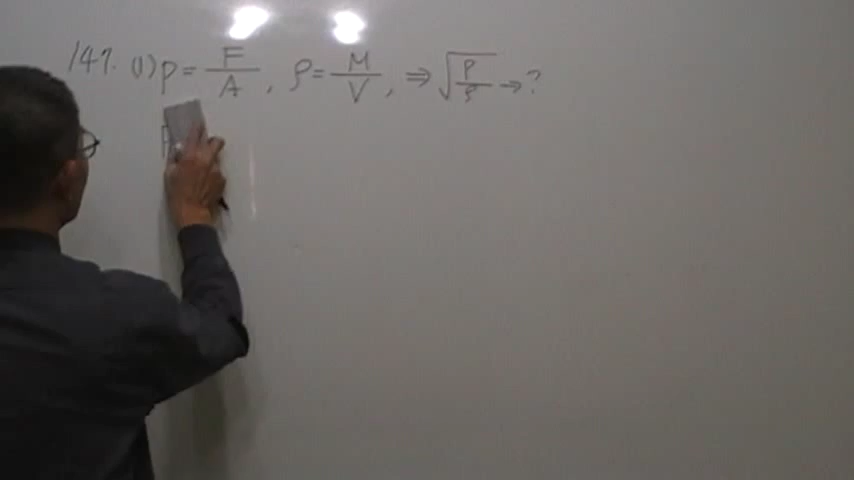 147. (1) p = F/A, ρ = M/V, ⇒ √(P/ρ) → ?